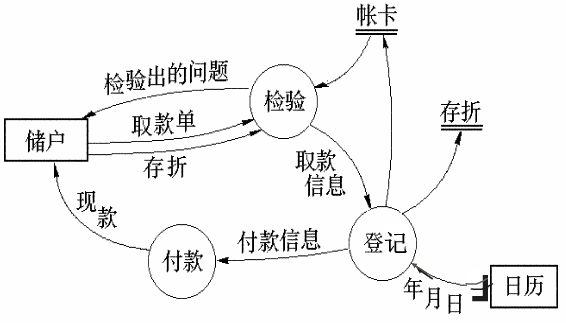 帐卡
检验出的问题
检验
存折
取款单
储户
存折
取款
信息
现款
登记
付款信息
付款
年月日
日历